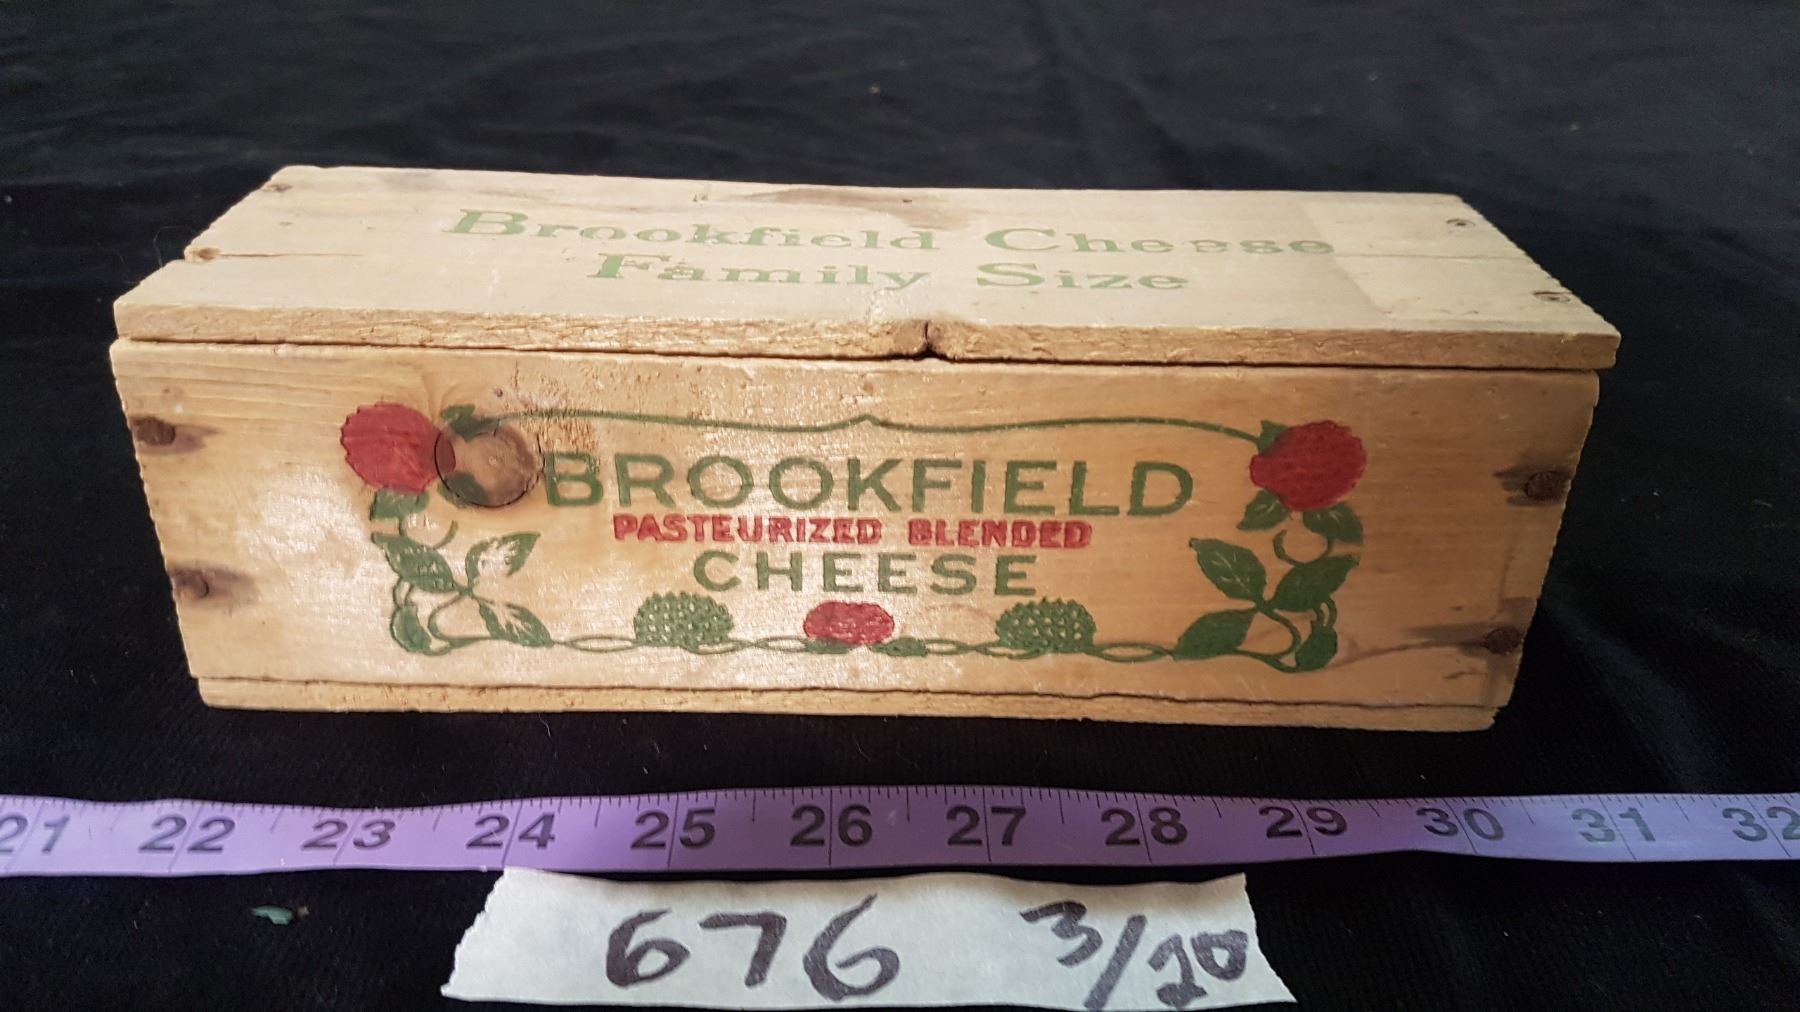 Brookfield Cheese
Family Size
BROOKFIELD
PASTEURIZED BLENDED
CHEESE
21 22 23 24 25 26 27 28 29 30 31 32
676 3/20